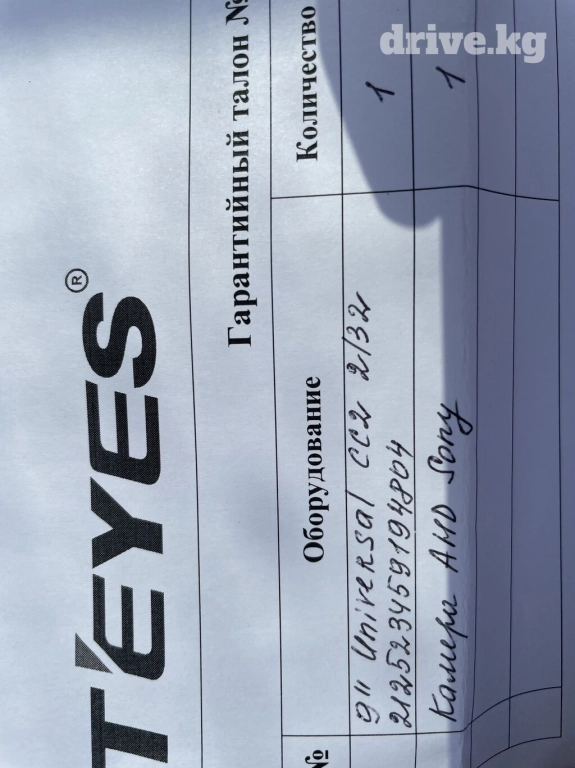 drive.kg
TEYES®
Гарантийный талон №
№ Оборудование Количество
9" Universal CC2 2/32 1
212523459194804
Камера AHD Sony 1